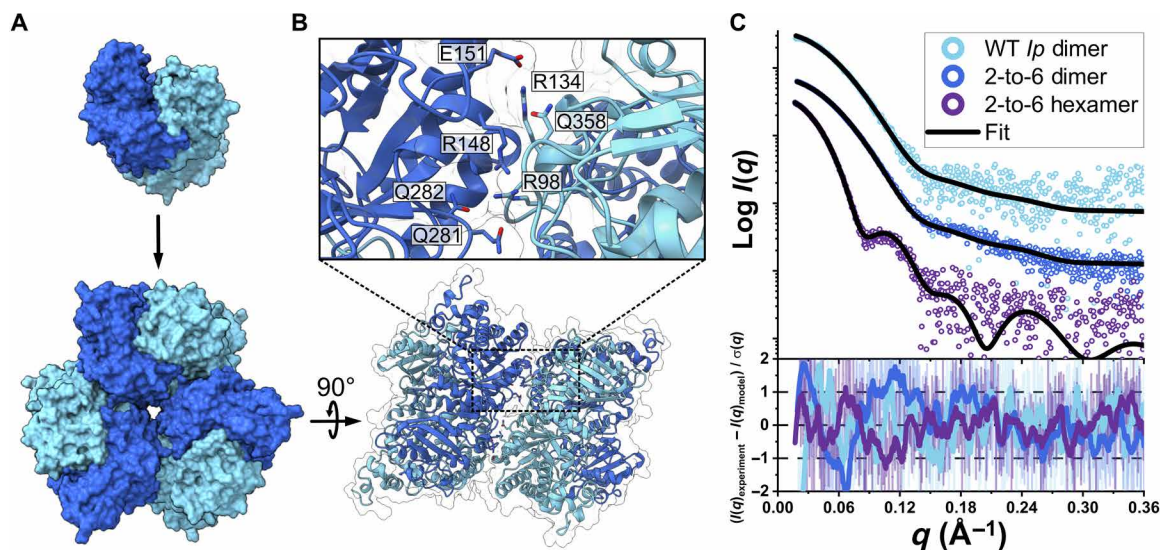 A
B
C
E151
R134
Q358
R148
R98
Q282
Q281
90°
WT Ip dimer
2-to-6 dimer
2-to-6 hexamer
Fit
Log I(q)
2
1
0
−1
−2
(I(q)experiment − I(q)model) / σ(q)
0.00 0.06 0.12 0.18 0.24 0.30 0.36
q (Å⁻¹)